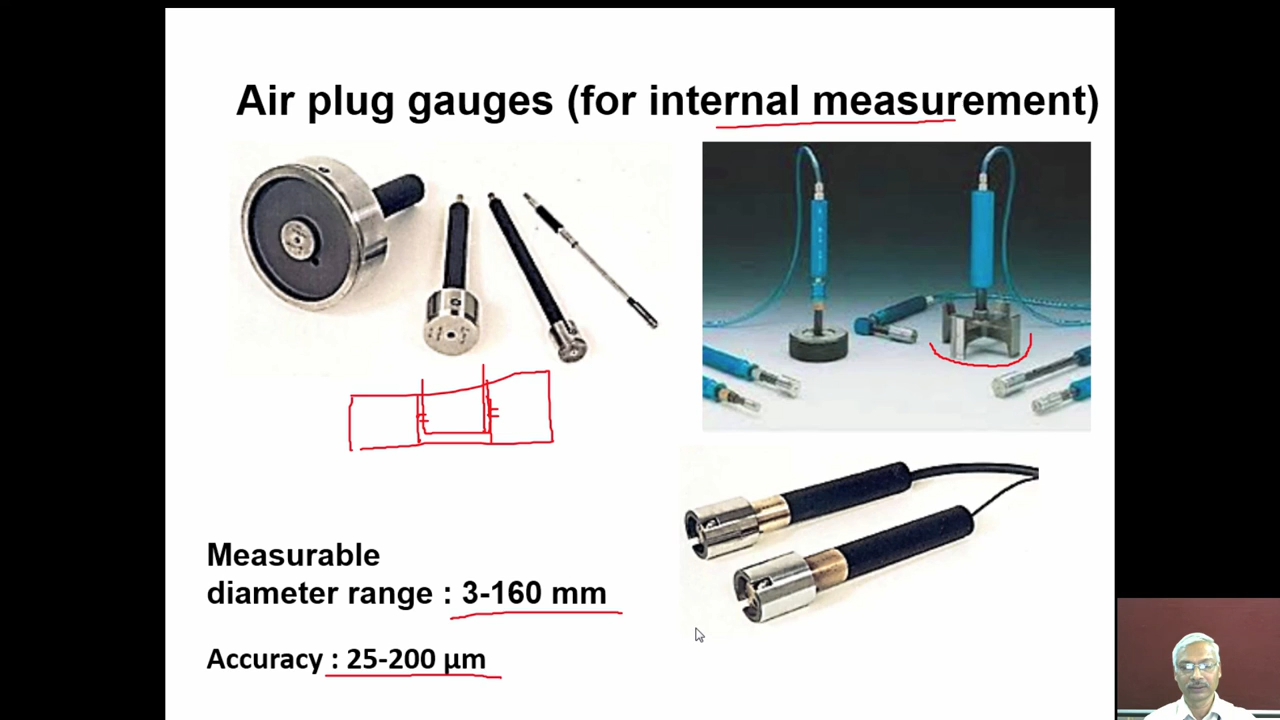 Air plug gauges (for internal measurement)
Measurable
diameter range : 3-160 mm
Accuracy : 25-200 µm